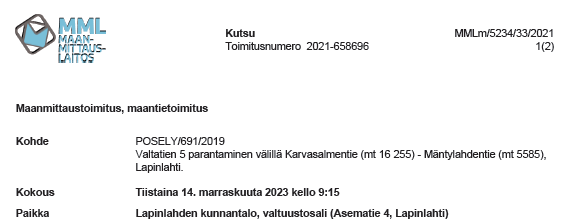 MML
MAAN-
MITTAUS-
LAITOS
Kutsu
Toimitusnumero 2021-658696
MMLm/5234/33/2021
1(2)
Maanmittaustoimitus, maantietoimitus
Kohde POSELY/691/2019
Valtatien 5 parantaminen välillä Karvasalmentie (mt 16 255) - Mäntylahdentie (mt 5585),
Lapinlahti.
Kokous Tiistaina 14. marraskuuta 2023 kello 9:15
Paikka Lapinlahden kunnantalo, valtuustosali (Asematie 4, Lapinlahti)